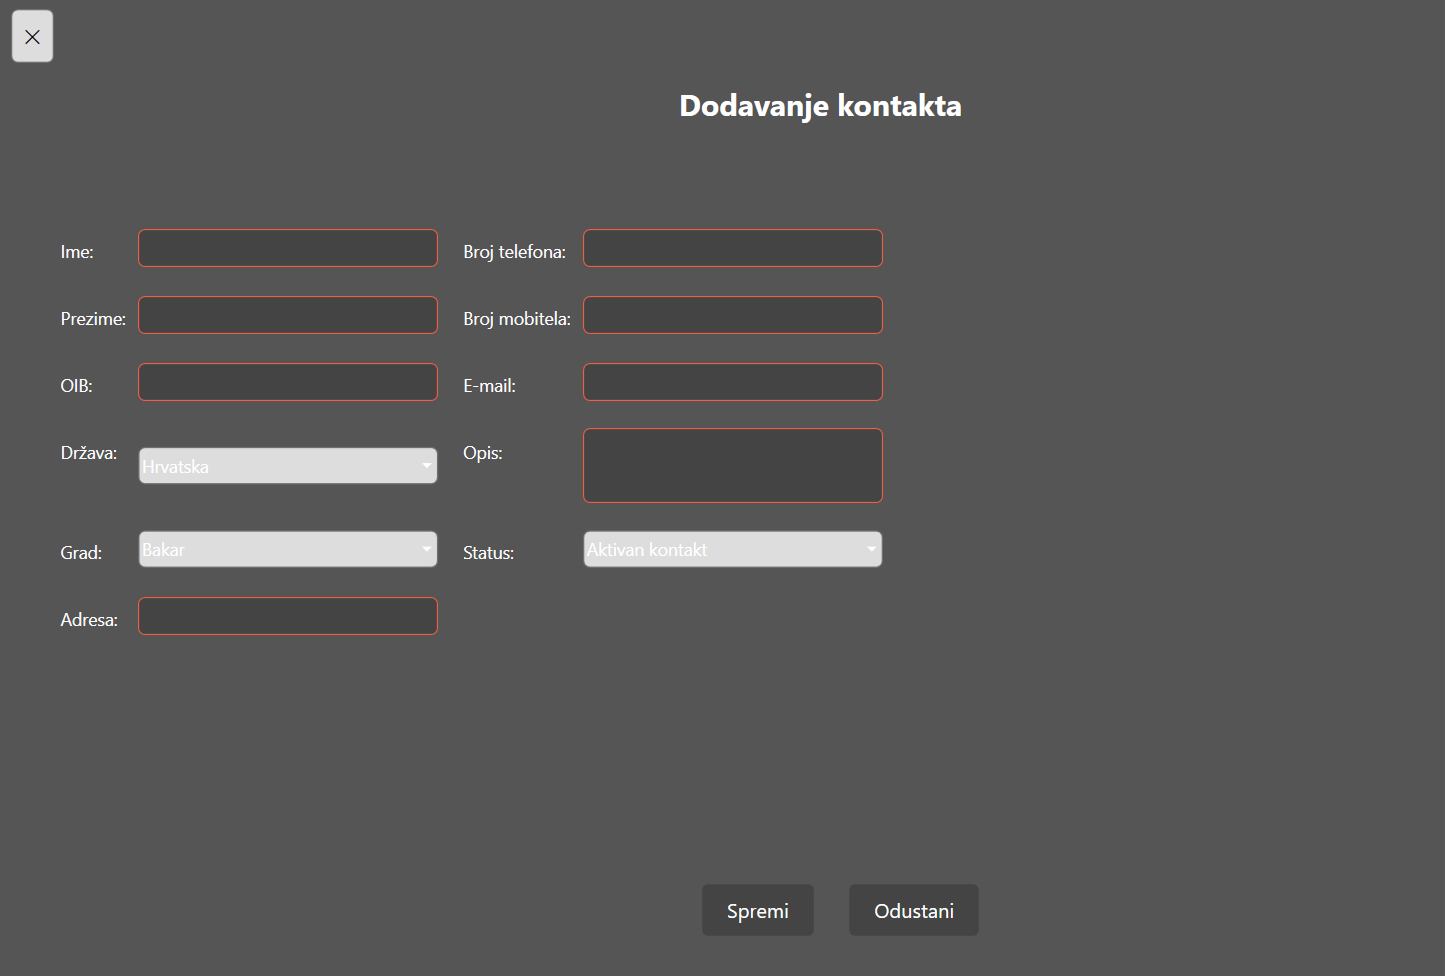 Dodavanje kontakta
Ime:
Broj telefona:
Prezime:
Broj mobitela:
OIB:
E-mail:
Država:
Hrvatska
Opis:
Grad:
Bakar
Status:
Aktivan kontakt
Adresa:
Spremi
Odustani